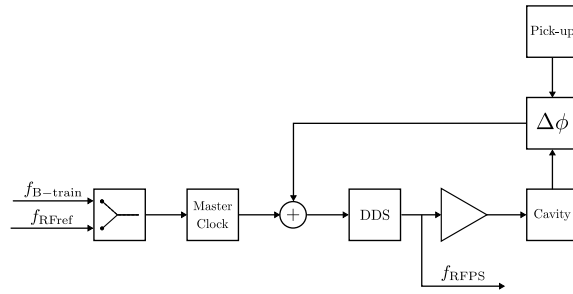 Pick-up
Δϕ
f_B−train
f_RFref
Master
Clock
+
DDS
Cavity
f_RFPS